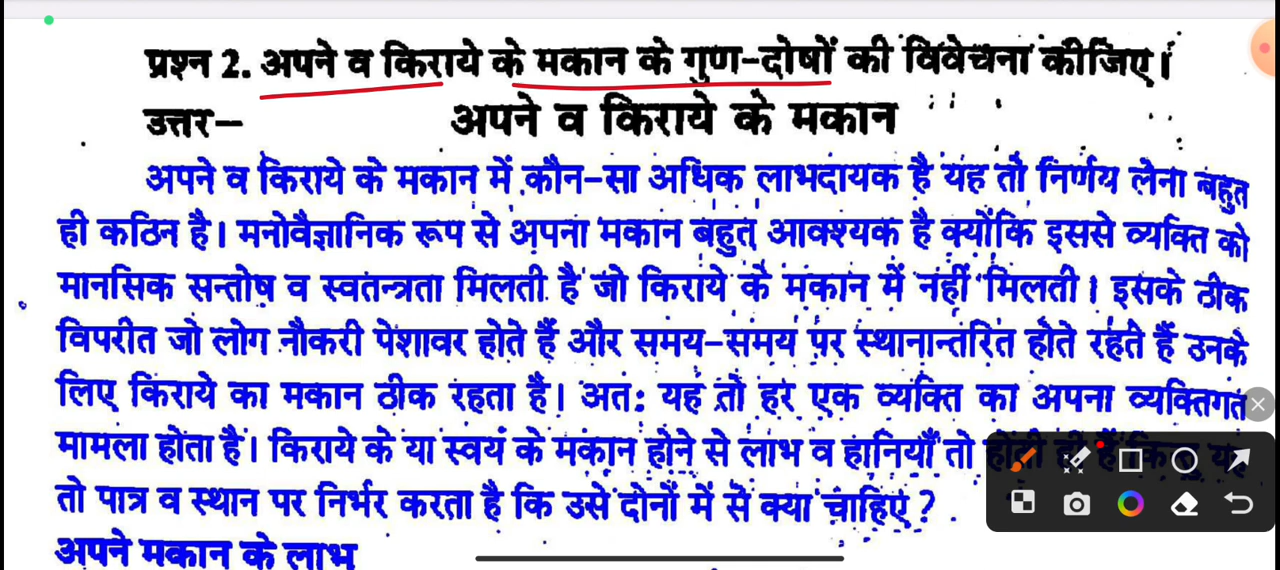 प्रश्न 2. अपने व किराये के मकान के गुण-दोषों की विवेचना कीजिए।
उत्तर— अपने व किराये के मकान
अपने व किराये के मकान में कौन-सा अधिक लाभदायक है यह तो निर्णय लेना बहुत
ही कठिन है। मनोवैज्ञानिक रूप से अपना मकान बहुत आवश्यक है क्योंकि इससे व्यक्ति को
मानसिक सन्तोष व स्वतन्त्रता मिलती है जो किराये के मकान में नहीं मिलती। इसके ठीक
विपरीत जो लोग नौकरी पेशावर होते हैं और समय-समय पर स्थानान्तरित होते रहते हैं उनके
लिए किराये का मकान ठीक रहता है। अतः यह तो हर एक व्यक्ति का अपना व्यक्तिगत
मामला होता है। किराये के या स्वयं के मकान होने से लाभ व हानियाँ तो
तो पात्र व स्थान पर निर्भर करता है कि उसे दोनों में से क्या चाहिए ?
अपने मकान के लाभ